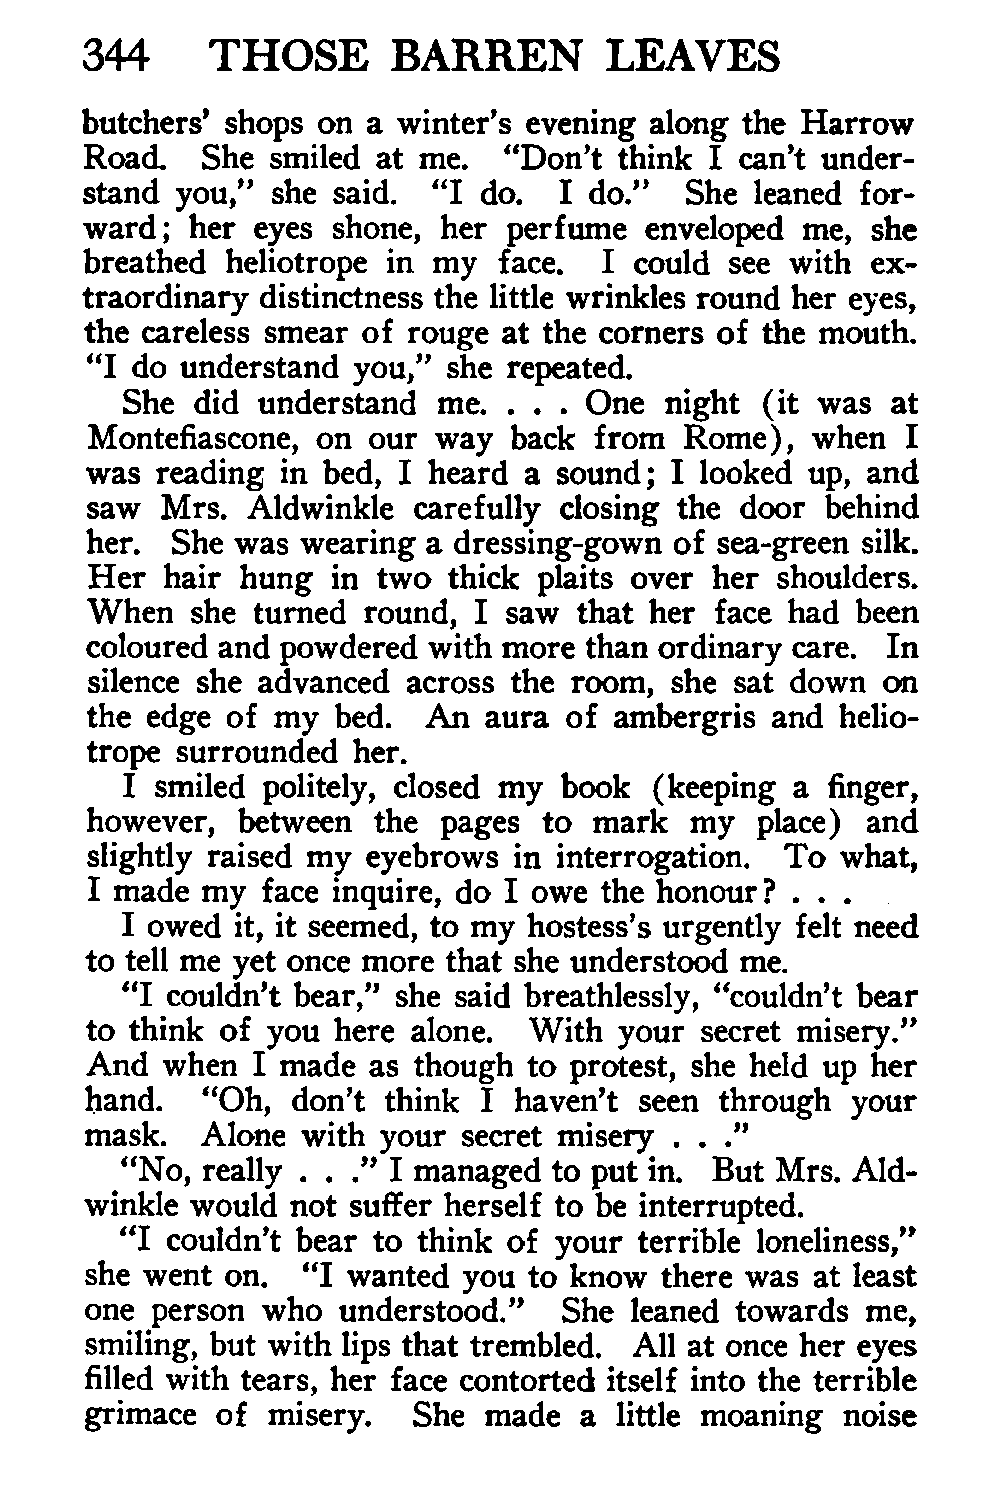 344 THOSE BARREN LEAVES
butchers' shops on a winter's evening along the Harrow
Road. She smiled at me. “Don't think I can't under-
stand you,” she said. “I do. I do.” She leaned for-
ward; her eyes shone, her perfume enveloped me, she
breathed heliotrope in my face. I could see with ex-
traordinary distinctness the little wrinkles round her eyes,
the careless smear of rouge at the corners of the mouth.
“I do understand you,” she repeated.
She did understand me. . . . One night (it was at
Montefiascone, on our way back from Rome), when I
was reading in bed, I heard a sound; I looked up, and
saw Mrs. Aldwinkle carefully closing the door behind
her. She was wearing a dressing-gown of sea-green silk.
Her hair hung in two thick plaits over her shoulders.
When she turned round, I saw that her face had been
coloured and powdered with more than ordinary care. In
silence she advanced across the room, she sat down on
the edge of my bed. An aura of ambergris and helio-
trope surrounded her.
I smiled politely, closed my book (keeping a finger,
however, between the pages to mark my place) and
slightly raised my eyebrows in interrogation. To what,
I made my face inquire, do I owe the honour? . . .
I owed it, it seemed, to my hostess's urgently felt need
to tell me yet once more that she understood me.
“I couldn't bear,” she said breathlessly, “couldn't bear
to think of you here alone. With your secret misery.”
And when I made as though to protest, she held up her
hand. “Oh, don't think I haven't seen through your
mask. Alone with your secret misery . . .”
“No, really . . .” I managed to put in. But Mrs. Ald-
winkle would not suffer herself to be interrupted.
“I couldn't bear to think of your terrible loneliness,”
she went on. “I wanted you to know there was at least
one person who understood.” She leaned towards me,
smiling, but with lips that trembled. All at once her eyes
filled with tears, her face contorted itself into the terrible
grimace of misery. She made a little moaning noise